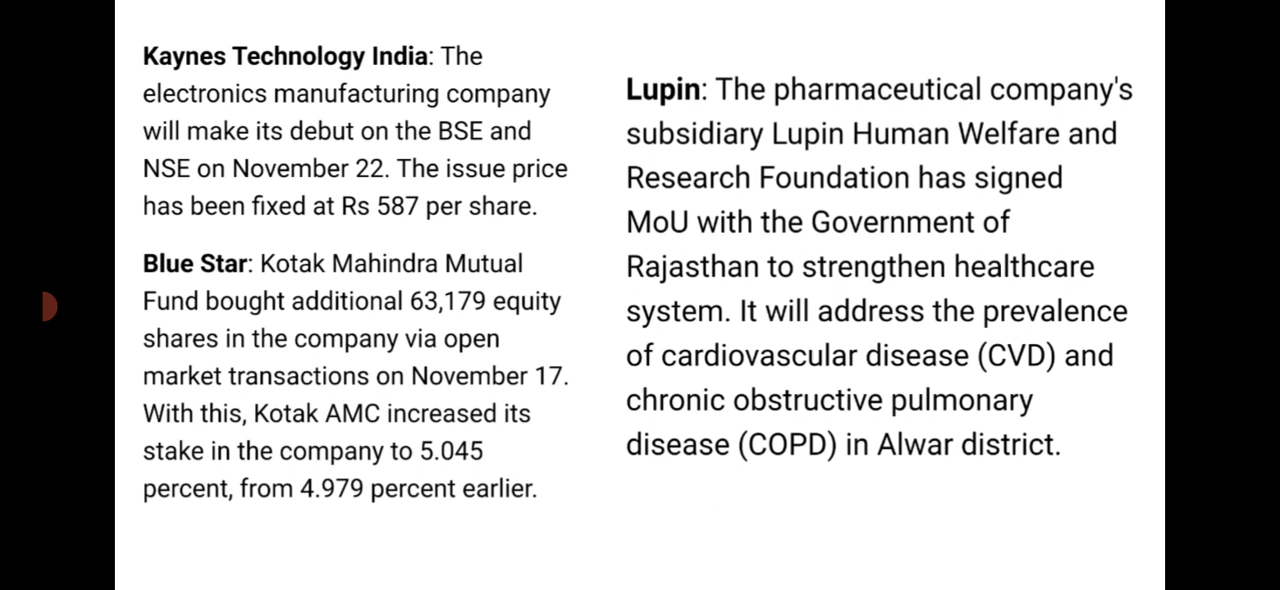 Kaynes Technology India: The
electronics manufacturing company
will make its debut on the BSE and
NSE on November 22. The issue price
has been fixed at Rs 587 per share.
Blue Star: Kotak Mahindra Mutual
Fund bought additional 63,179 equity
shares in the company via open
market transactions on November 17.
With this, Kotak AMC increased its
stake in the company to 5.045
percent, from 4.979 percent earlier.
Lupin: The pharmaceutical company's
subsidiary Lupin Human Welfare and
Research Foundation has signed
MoU with the Government of
Rajasthan to strengthen healthcare
system. It will address the prevalence
of cardiovascular disease (CVD) and
chronic obstructive pulmonary
disease (COPD) in Alwar district.